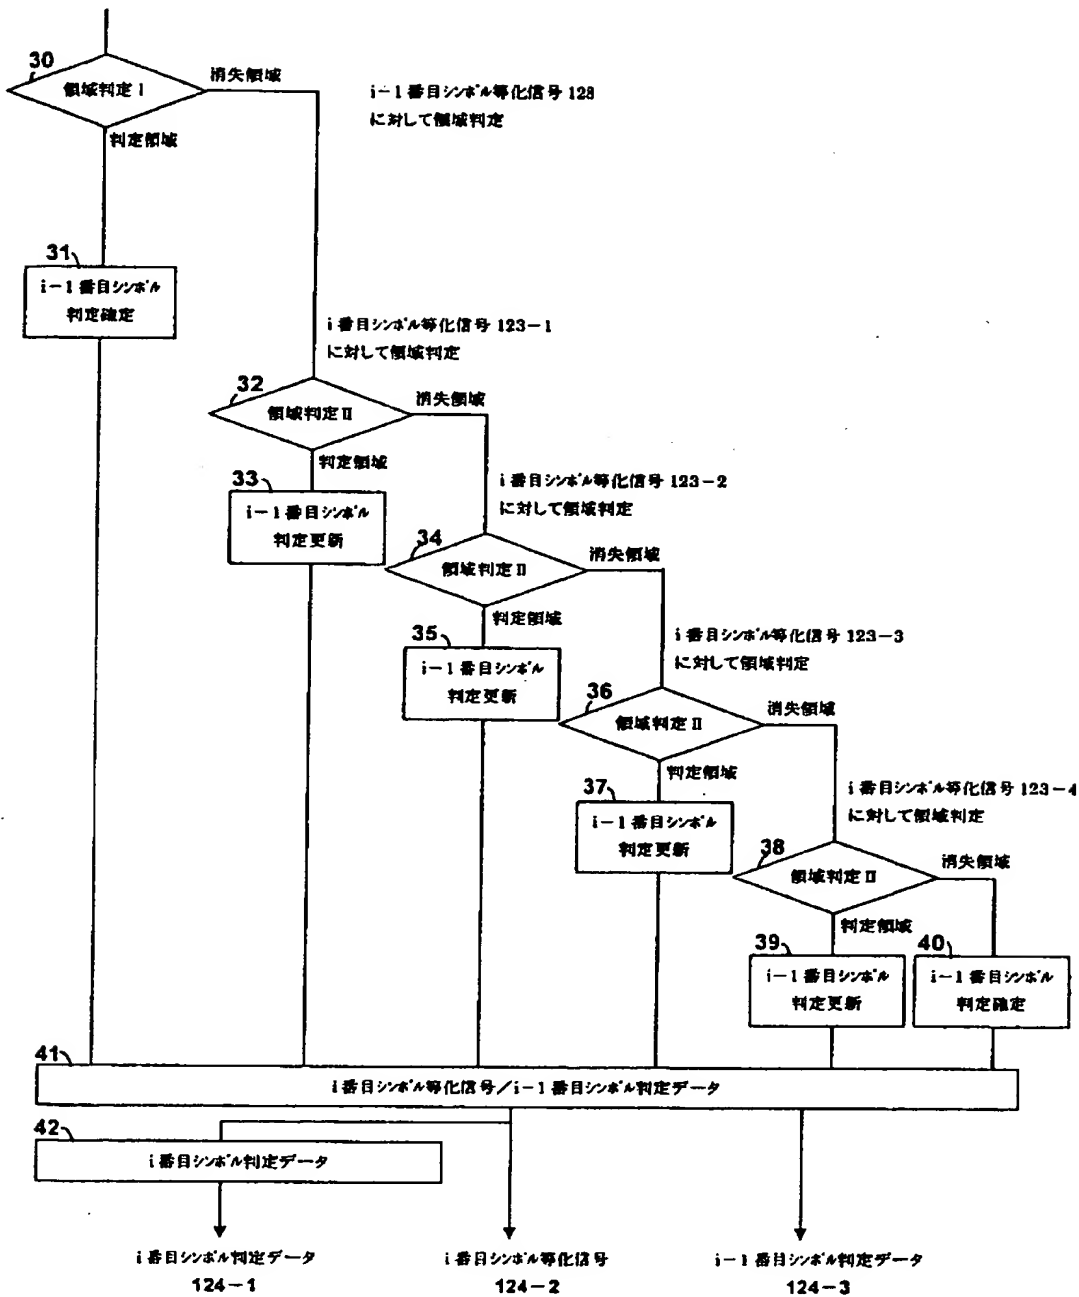 30
領域判定 I
消失領域
i－1番目シンボル等化信号 128
に対して領域判定
判定領域
31
i－1番目シンボル
判定確定
i番目シンボル等化信号 123－1
に対して領域判定
32
領域判定 II
消失領域
判定領域
33
i－1番目シンボル
判定更新
i番目シンボル等化信号 123－2
に対して領域判定
34
領域判定 II
消失領域
判定領域
35
i－1番目シンボル
判定更新
i番目シンボル等化信号 123－3
に対して領域判定
36
領域判定 II
消失領域
判定領域
37
i－1番目シンボル
判定更新
i番目シンボル等化信号 123－4
に対して領域判定
38
領域判定 II
消失領域
判定領域
39
i－1番目シンボル
判定更新
40
i－1番目シンボル
判定確定
41
i番目シンボル等化信号／i－1番目シンボル判定データ
42
i番目シンボル判定データ
i番目シンボル判定データ
124－1
i番目シンボル等化信号
124－2
i－1番目シンボル判定データ
124－3